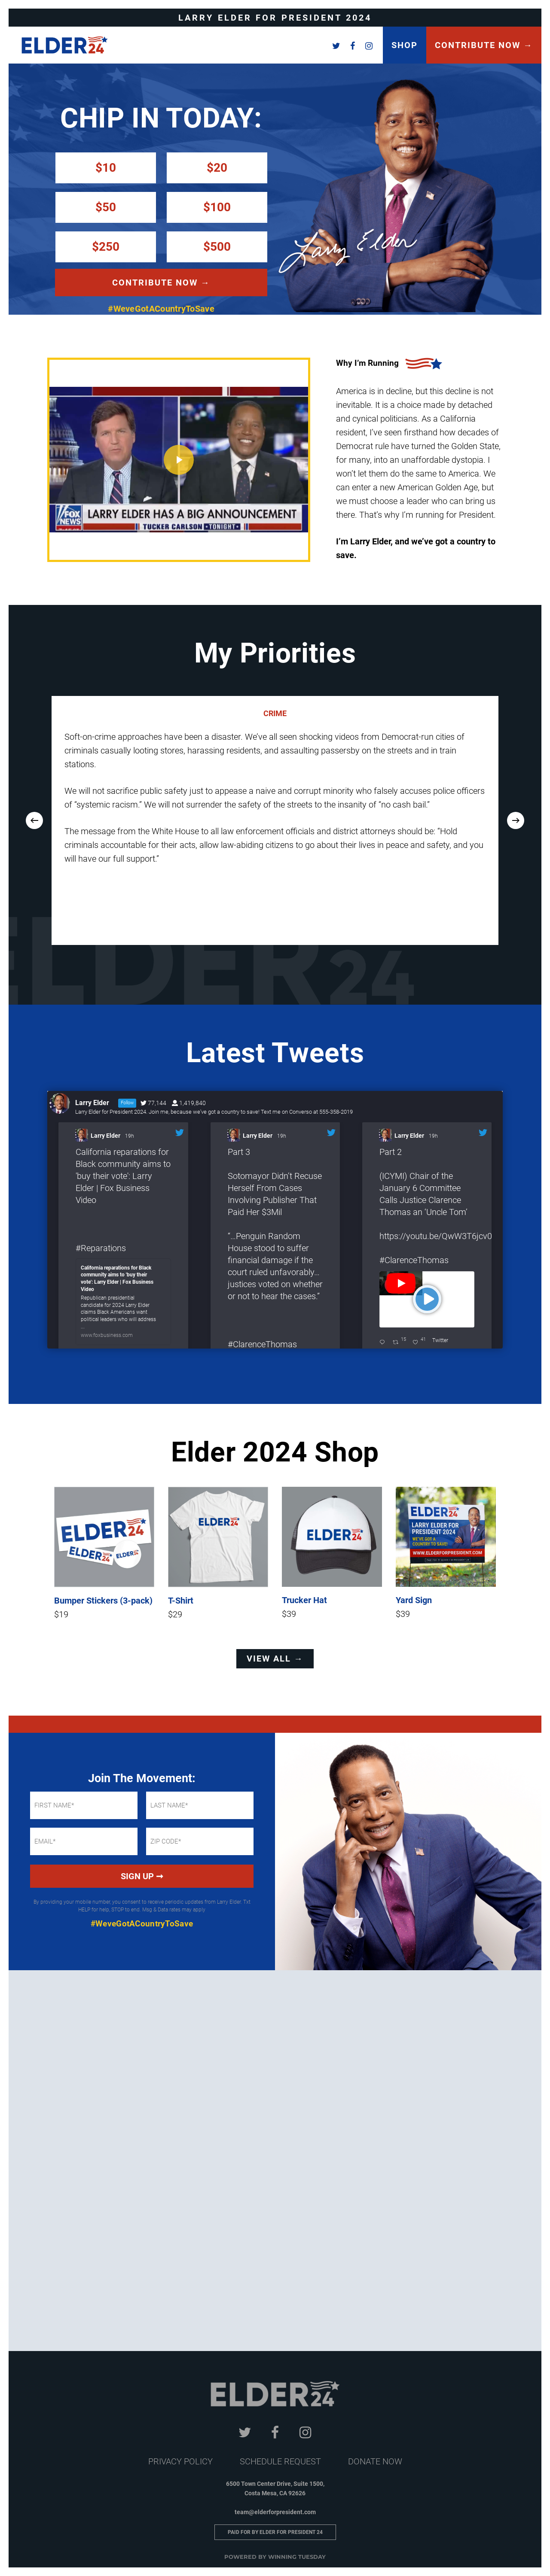 LARRY ELDER FOR PRESIDENT 2024
ELDER24
SHOP
CONTRIBUTE NOW →
CHIP IN TODAY:
$10
$20
$50
$100
$250
$500
CONTRIBUTE NOW →
#WeveGotACountryToSave
Larry Elder
FOX NEWS
LARRY ELDER HAS A BIG ANNOUNCEMENT
TUCKER CARLSON TONIGHT
Why I'm Running
America is in decline, but this decline is not
inevitable. It is a choice made by detached
and cynical politicians. As a California
resident, I've seen firsthand how decades of
Democrat rule have turned the Golden State,
for many, into an unaffordable dystopia. I
won't let them do the same to America. We
can enter a new American Golden Age, but
we must choose a leader who can bring us
there. That's why I'm running for President.
I'm Larry Elder, and we've got a country to
save.
My Priorities
CRIME
Soft-on-crime approaches have been a disaster. We've all seen shocking videos from Democrat-run cities of
criminals casually looting stores, harassing residents, and assaulting passersby on the streets and in train
stations.
We will not sacrifice public safety just to appease a naive and corrupt minority who falsely accuses police officers
of "systemic racism." We will not surrender the safety of the streets to the insanity of "no cash bail."
The message from the White House to all law enforcement officials and district attorneys should be: "Hold
criminals accountable for their acts, allow law-abiding citizens to go about their lives in peace and safety, and you
will have our full support."
ELDER24
Latest Tweets
Larry Elder
Follow
77,144
1,419,840
Larry Elder for President 2024. Join me, because we've got a country to save! Text me on Converso at 555-358-2019
Larry Elder 19h
California reparations for
Black community aims to
'buy their vote': Larry
Elder | Fox Business
Video
#Reparations
California reparations for Black
community aims to 'buy their
vote': Larry Elder | Fox Business
Video
Republican presidential
candidate for 2024 Larry Elder
claims Black Americans want
political leaders who will address
...
www.foxbusiness.com
Larry Elder 19h
Part 3
Sotomayor Didn't Recuse
Herself From Cases
Involving Publisher That
Paid Her $3Mil
"...Penguin Random
House stood to suffer
financial damage if the
court ruled unfavorably...
justices voted on whether
or not to hear the cases."
#ClarenceThomas
Larry Elder 19h
Part 2
(ICYMI) Chair of the
January 6 Committee
Calls Justice Clarence
Thomas an 'Uncle Tom'
https://youtu.be/QwW3T6jcv0
#ClarenceThomas
15
41
Twitter
Elder 2024 Shop
ELDER24
ELDER24
ELDER24
ELDER24
ELDER24
ELDER24
LARRY ELDER FOR
PRESIDENT 2024
WE'VE GOT A
COUNTRY TO SAVE!
WWW.ELDERFORPRESIDENT.COM
Bumper Stickers (3-pack)
$19
T-Shirt
$29
Trucker Hat
$39
Yard Sign
$39
VIEW ALL →
Join The Movement:
FIRST NAME*
LAST NAME*
EMAIL*
ZIP CODE*
SIGN UP →
By providing your mobile number, you consent to receive periodic updates from Larry Elder. Txt
HELP for help, STOP to end. Msg & Data rates may apply
#WeveGotACountryToSave
ELDER24
PRIVACY POLICY
SCHEDULE REQUEST
DONATE NOW
6500 Town Center Drive, Suite 1500,
Costa Mesa, CA 92626
team@elderforpresident.com
PAID FOR BY ELDER FOR PRESIDENT 24
POWERED BY WINNING TUESDAY